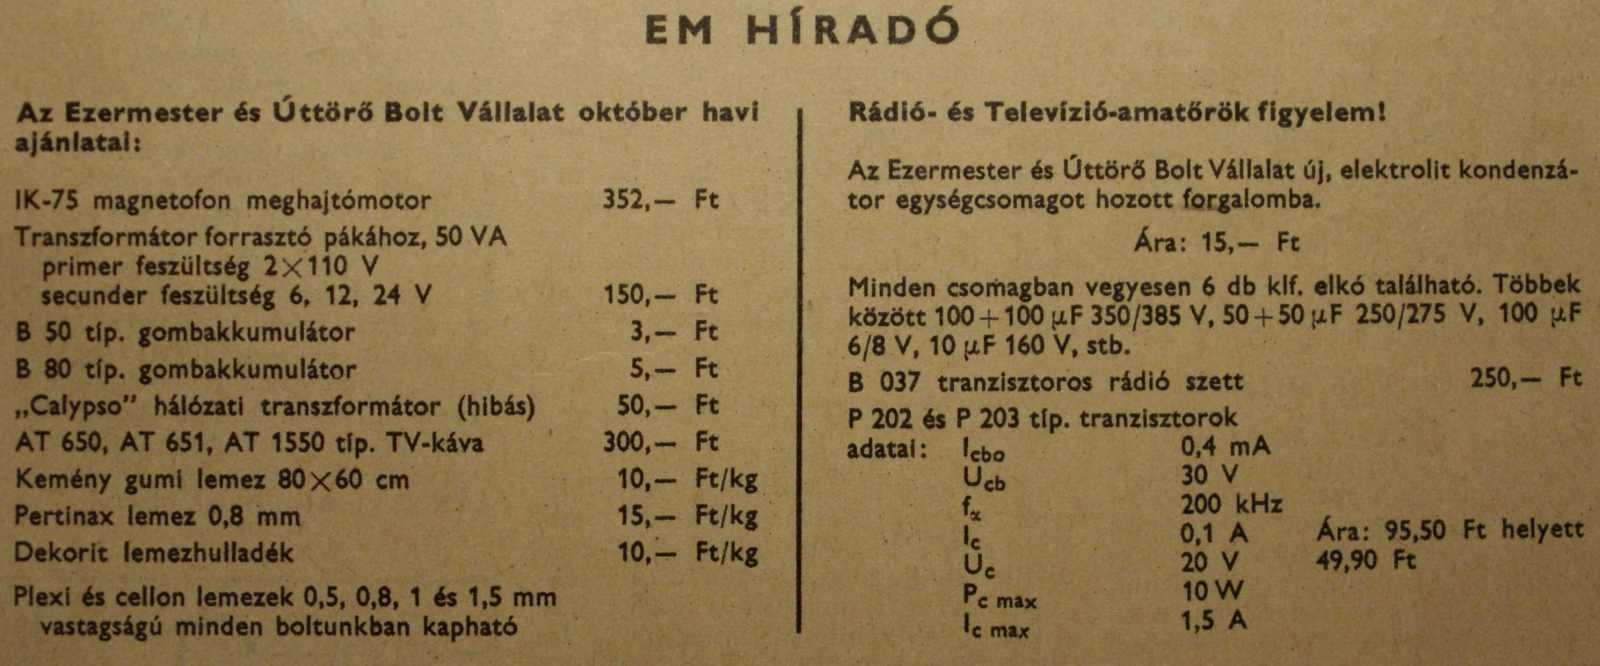 EM HÍRADÓ
Az Ezermester és Úttörő Bolt Vállalat október havi
ajánlatai:
IK-75 magnetofon meghajtómotor 352,— Ft
Transzformátor forrasztó pákához, 50 VA
primer feszültség 2×110 V
secunder feszültség 6, 12, 24 V 150,— Ft
B 50 típ. gombakkumulátor 3,— Ft
B 80 típ. gombakkumulátor 5,— Ft
„Calypso" hálózati transzformátor (hibás) 50,— Ft
AT 650, AT 651, AT 1550 típ. TV-káva 300,— Ft
Kemény gumi lemez 80×60 cm 10,— Ft/kg
Pertinax lemez 0,8 mm 15,— Ft/kg
Dekorit lemezhulladék 10,— Ft/kg
Plexi és cellon lemezek 0,5, 0,8, 1 és 1,5 mm
vastagságú minden boltunkban kapható
Rádió- és Televízió-amatőrök figyelem!
Az Ezermester és Úttörő Bolt Vállalat új, elektrolit kondenzá-
tor egységcsomagot hozott forgalomba.
Ára: 15,— Ft
Minden csomagban vegyesen 6 db klf. elkó található. Többek
között 100+100 µF 350/385 V, 50+50 µF 250/275 V, 100 µF
6/8 V, 10 µF 160 V, stb.
B 037 tranzisztoros rádió szett 250,— Ft
P 202 és P 203 típ. tranzisztorok
adatai: Icbo 0,4 mA
Ucb 30 V
fα 200 kHz
Ic 0,1 A Ára: 95,50 Ft helyett
Uc 20 V 49,90 Ft
Pc max 10 W
Ic max 1,5 A